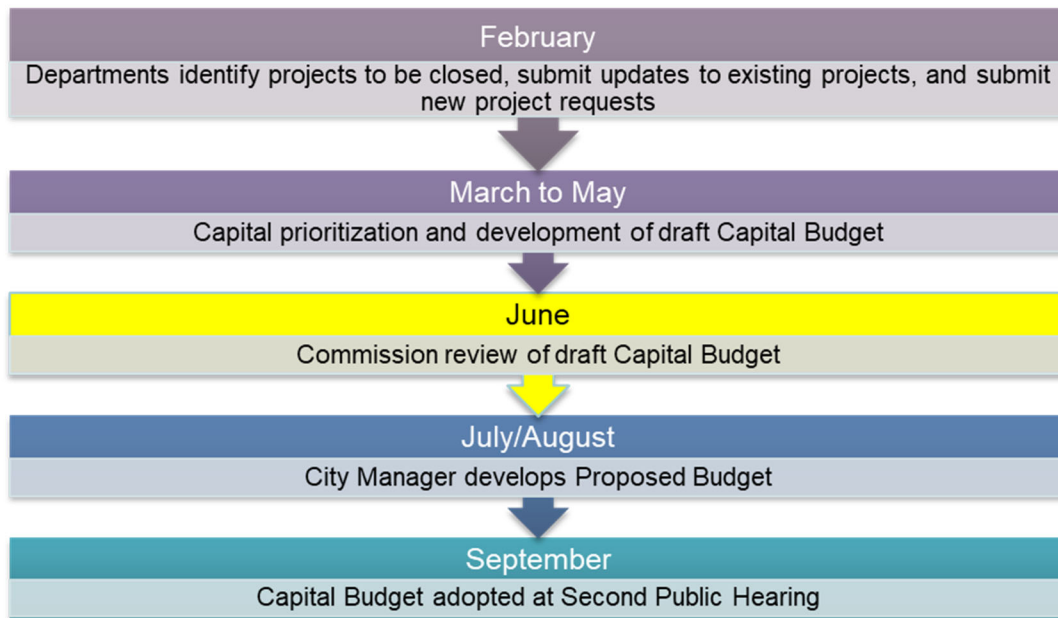 February
Departments identify projects to be closed, submit updates to existing projects, and submit
new project requests
March to May
Capital prioritization and development of draft Capital Budget
June
Commission review of draft Capital Budget
July/August
City Manager develops Proposed Budget
September
Capital Budget adopted at Second Public Hearing